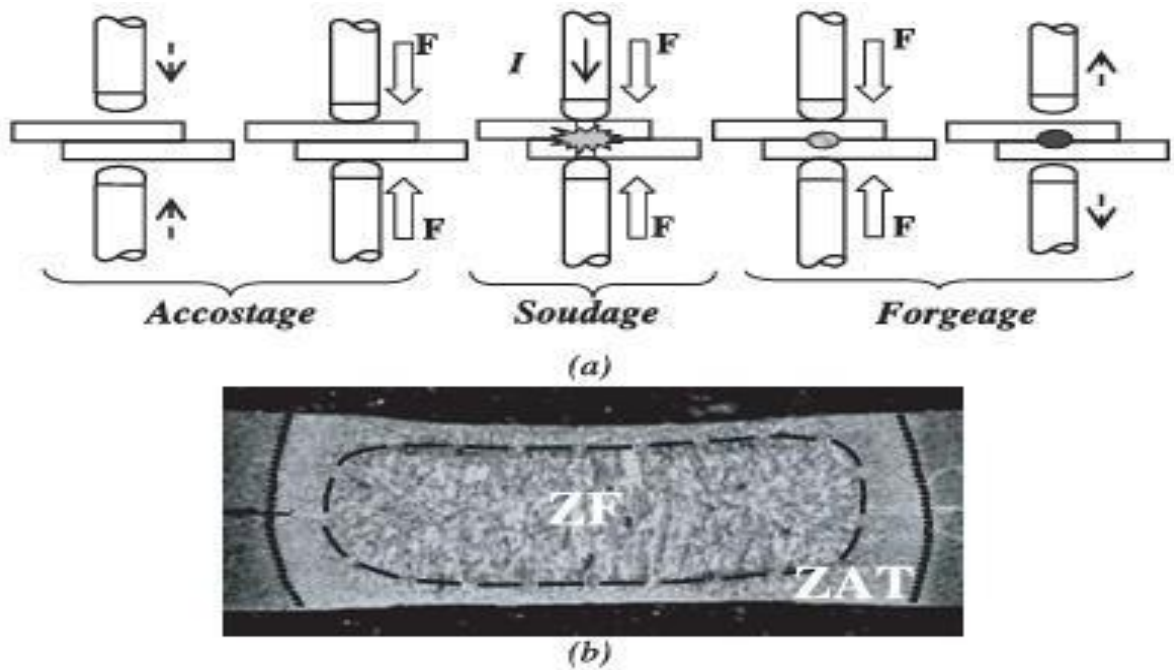 F I F F
F F F
Accostage Soudage Forgeage
(a)
ZF
ZAT
(b)